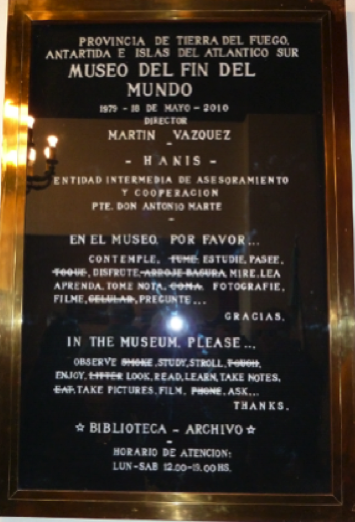 PROVINCIA DE TIERRA DEL FUEGO,
ANTARTIDA E ISLAS DEL ATLANTICO SUR
MUSEO DEL FIN DEL
MUNDO
1979 - 18 DE MAYO - 2010
DIRECTOR
MARTIN VAZQUEZ
-
- HANIS -
ENTIDAD INTERMEDIA DE ASESORAMIENTO
Y COOPERACION
PTE. DON ANTONIO MARTE
-
EN EL MUSEO, POR FAVOR...
CONTEMPLE, FUME, ESTUDIE, PASEE,
TOQUE, DISFRUTE, ARROJE BASURA, MIRE, LEA
APRENDA, TOME NOTA, COMA, FOTOGRAFIE,
FILME, CELULAR, PREGUNTE...
GRACIAS.
IN THE MUSEUM, PLEASE...
OBSERVE SMOKE, STUDY, STROLL, TOUCH,
ENJOY, LITTER LOOK, READ, LEARN, TAKE NOTES,
EAT, TAKE PICTURES, FILM, PHONE, ASK...
THANKS.
☆ BIBLIOTECA - ARCHIVO ☆
-
HORARIO DE ATENCION:
LUN-SAB 12.00-19.00 HS.